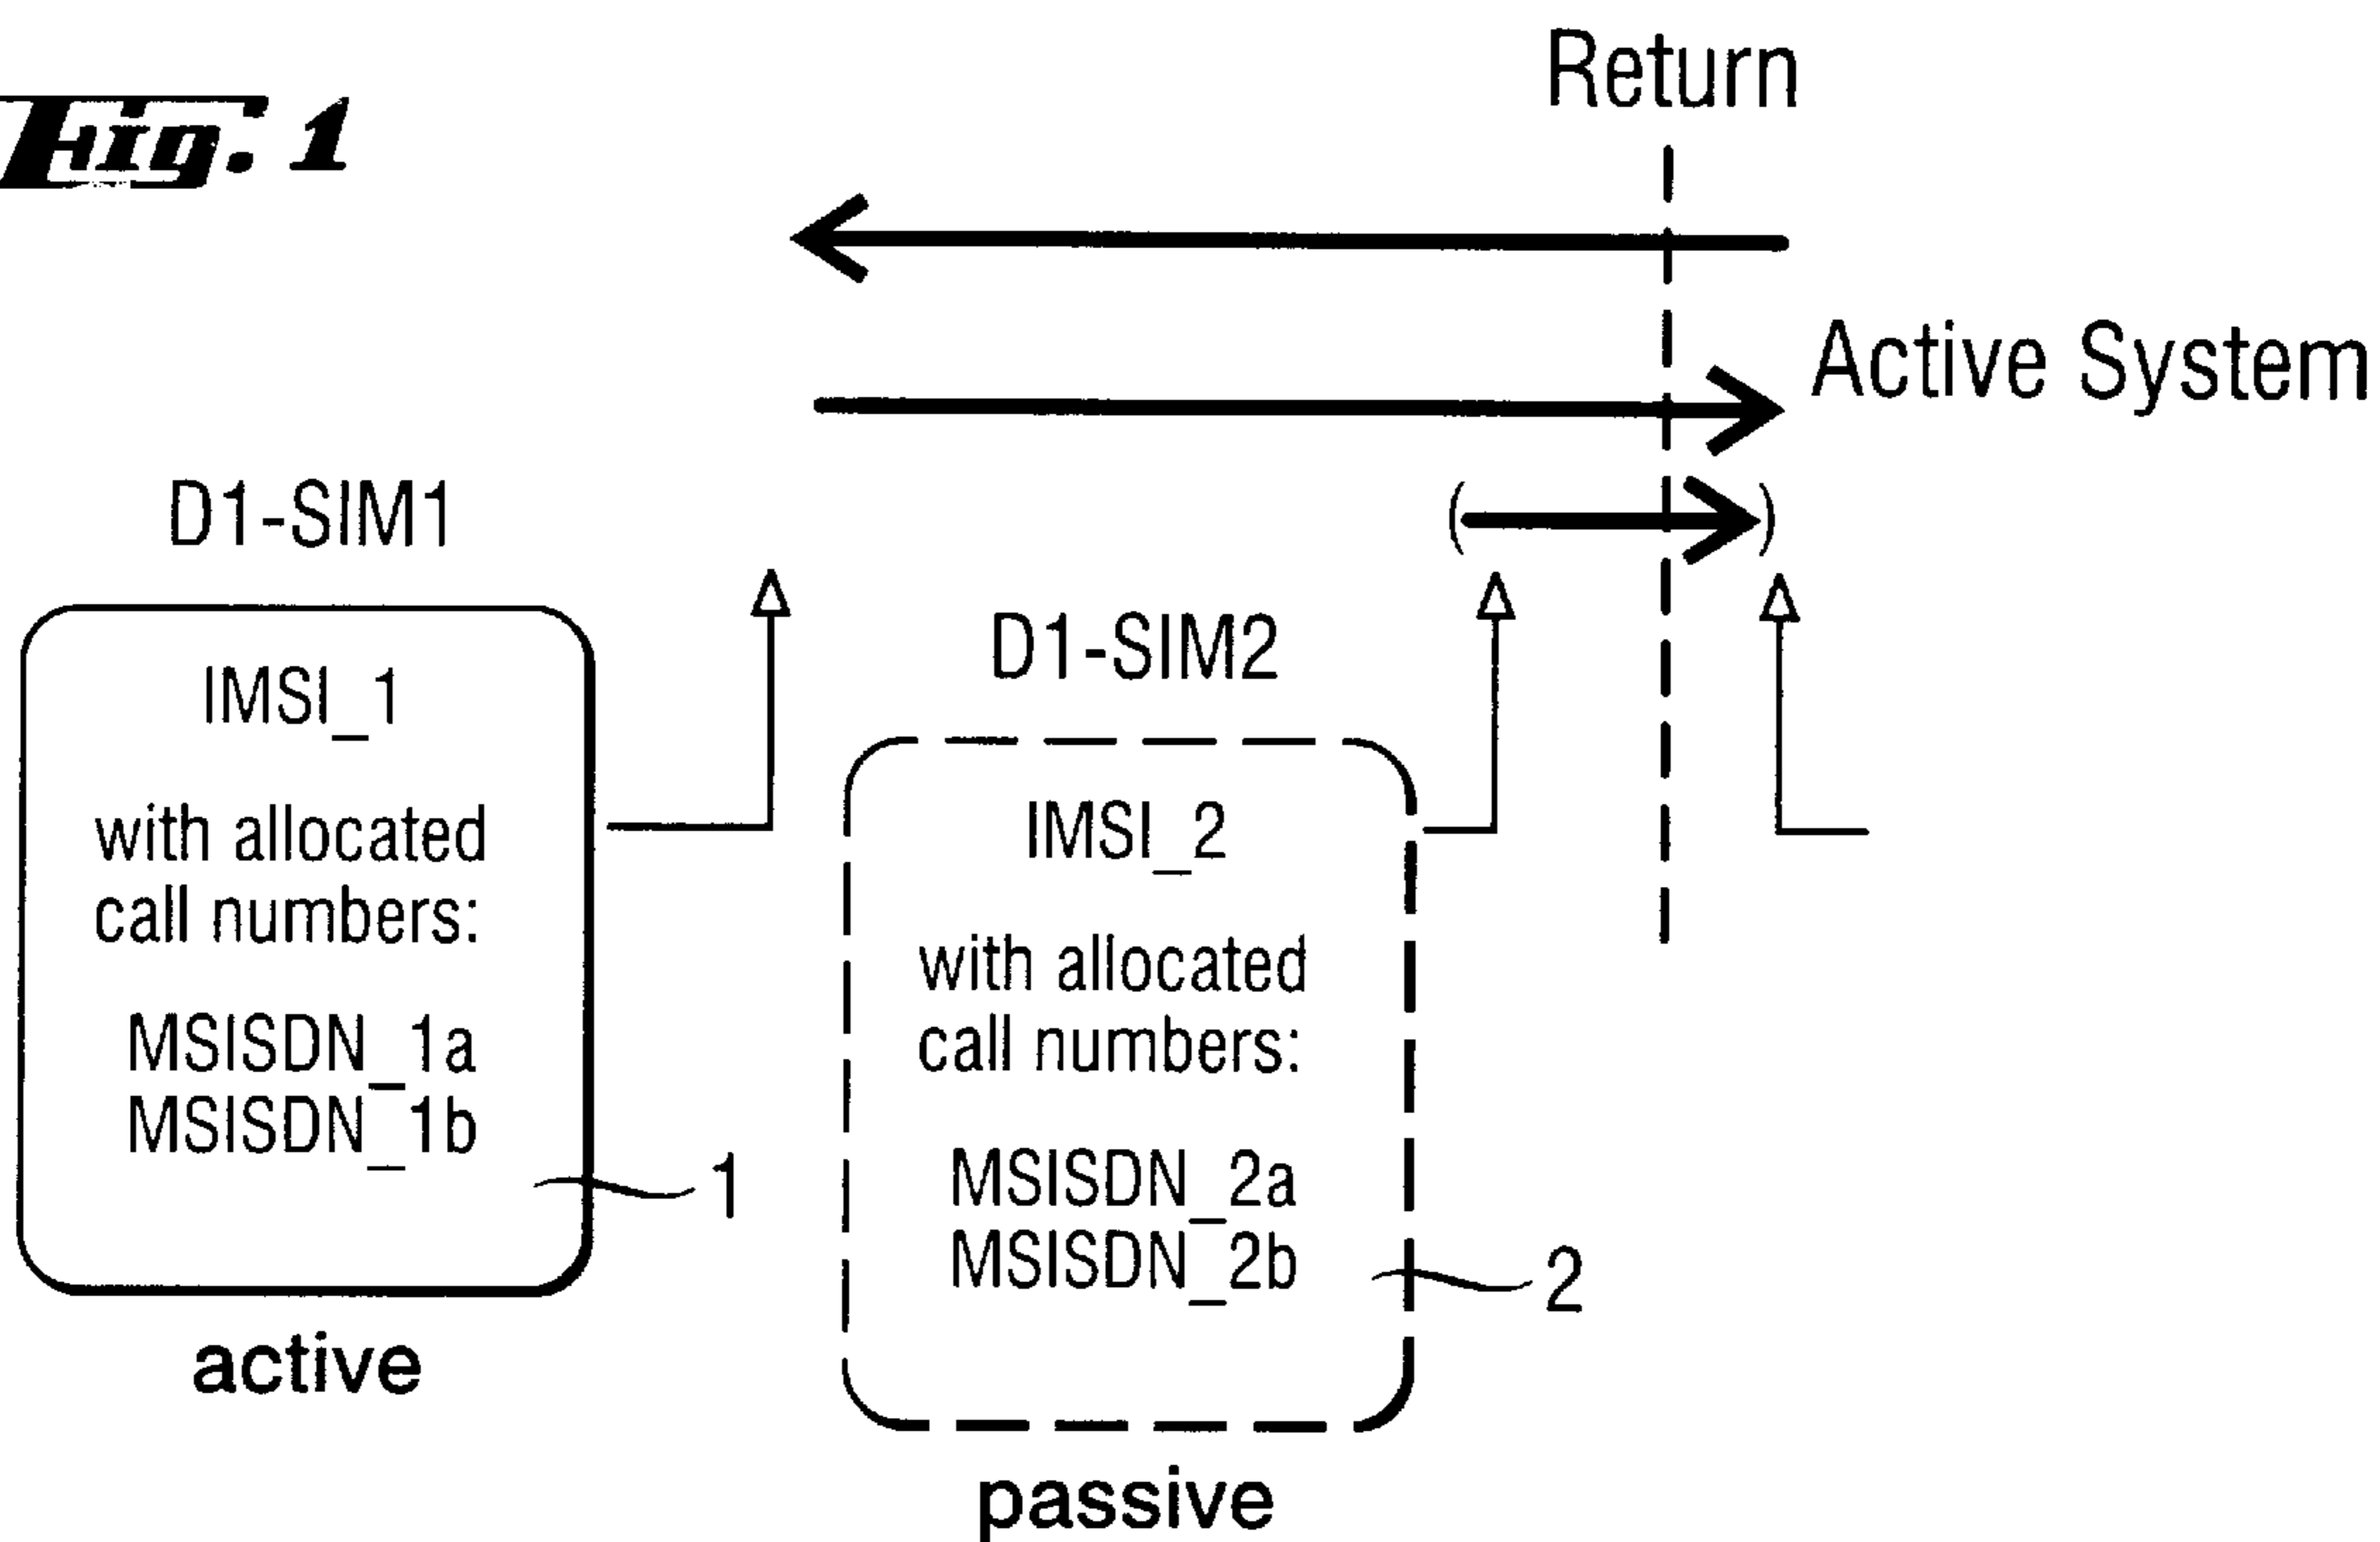 Fig. 1
Return
Active System
D1-SIM1
IMSI_1
with allocated
call numbers:
MSISDN_1a
MSISDN_1b
1
active
D1-SIM2
IMSI_2
with allocated
call numbers:
MSISDN_2a
MSISDN_2b
2
passive
( )